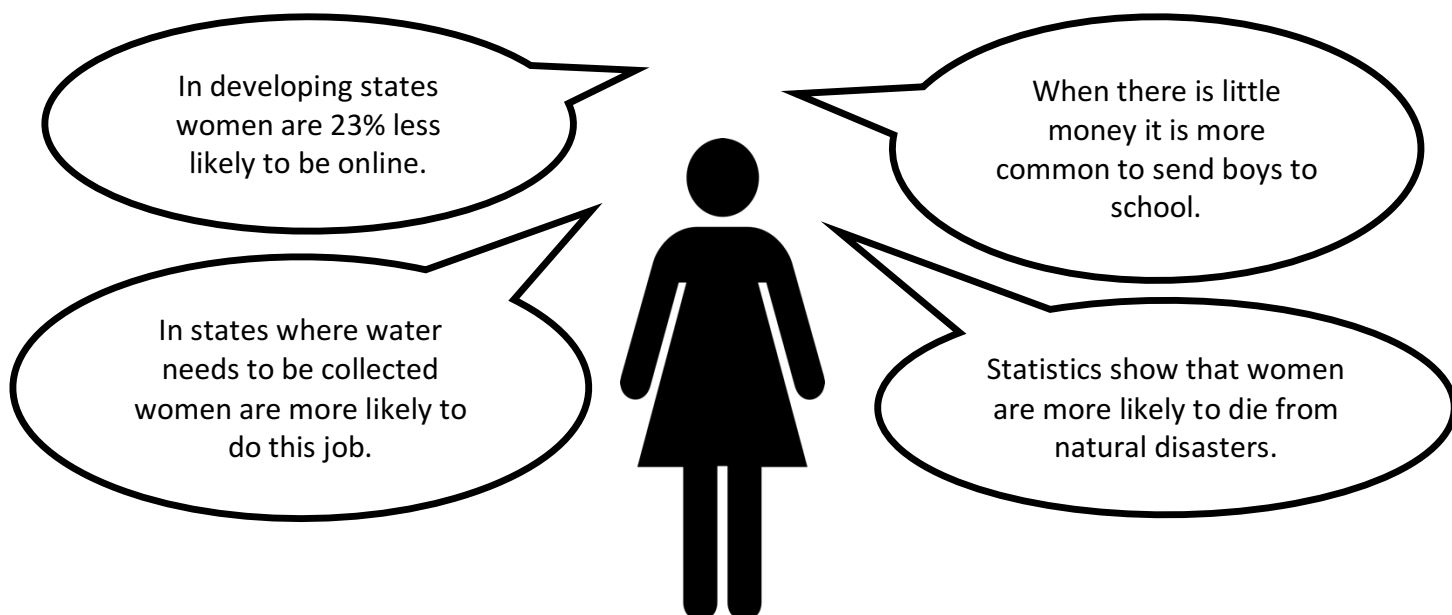 In developing states
women are 23% less
likely to be online.
When there is little
money it is more
common to send boys to
school.
In states where water
needs to be collected
women are more likely to
do this job.
Statistics show that women
are more likely to die from
natural disasters.